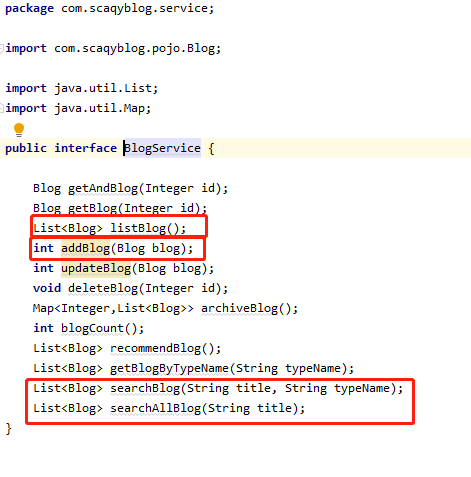 package com.scaqyblog.service;
import com.scaqyblog.pojo.Blog;
import java.util.List;
import java.util.Map;
public interface BlogService {
Blog getAndBlog(Integer id);
Blog getBlog(Integer id);
List<Blog> listBlog();
int addBlog(Blog blog);
int updateBlog(Blog blog);
void deleteBlog(Integer id);
Map<Integer,List<Blog>> archiveBlog();
int blogCount();
List<Blog> recommendBlog();
List<Blog> getBlogByTypeName(String typeName);
List<Blog> searchBlog(String title, String typeName);
List<Blog> searchAllBlog(String title);
}